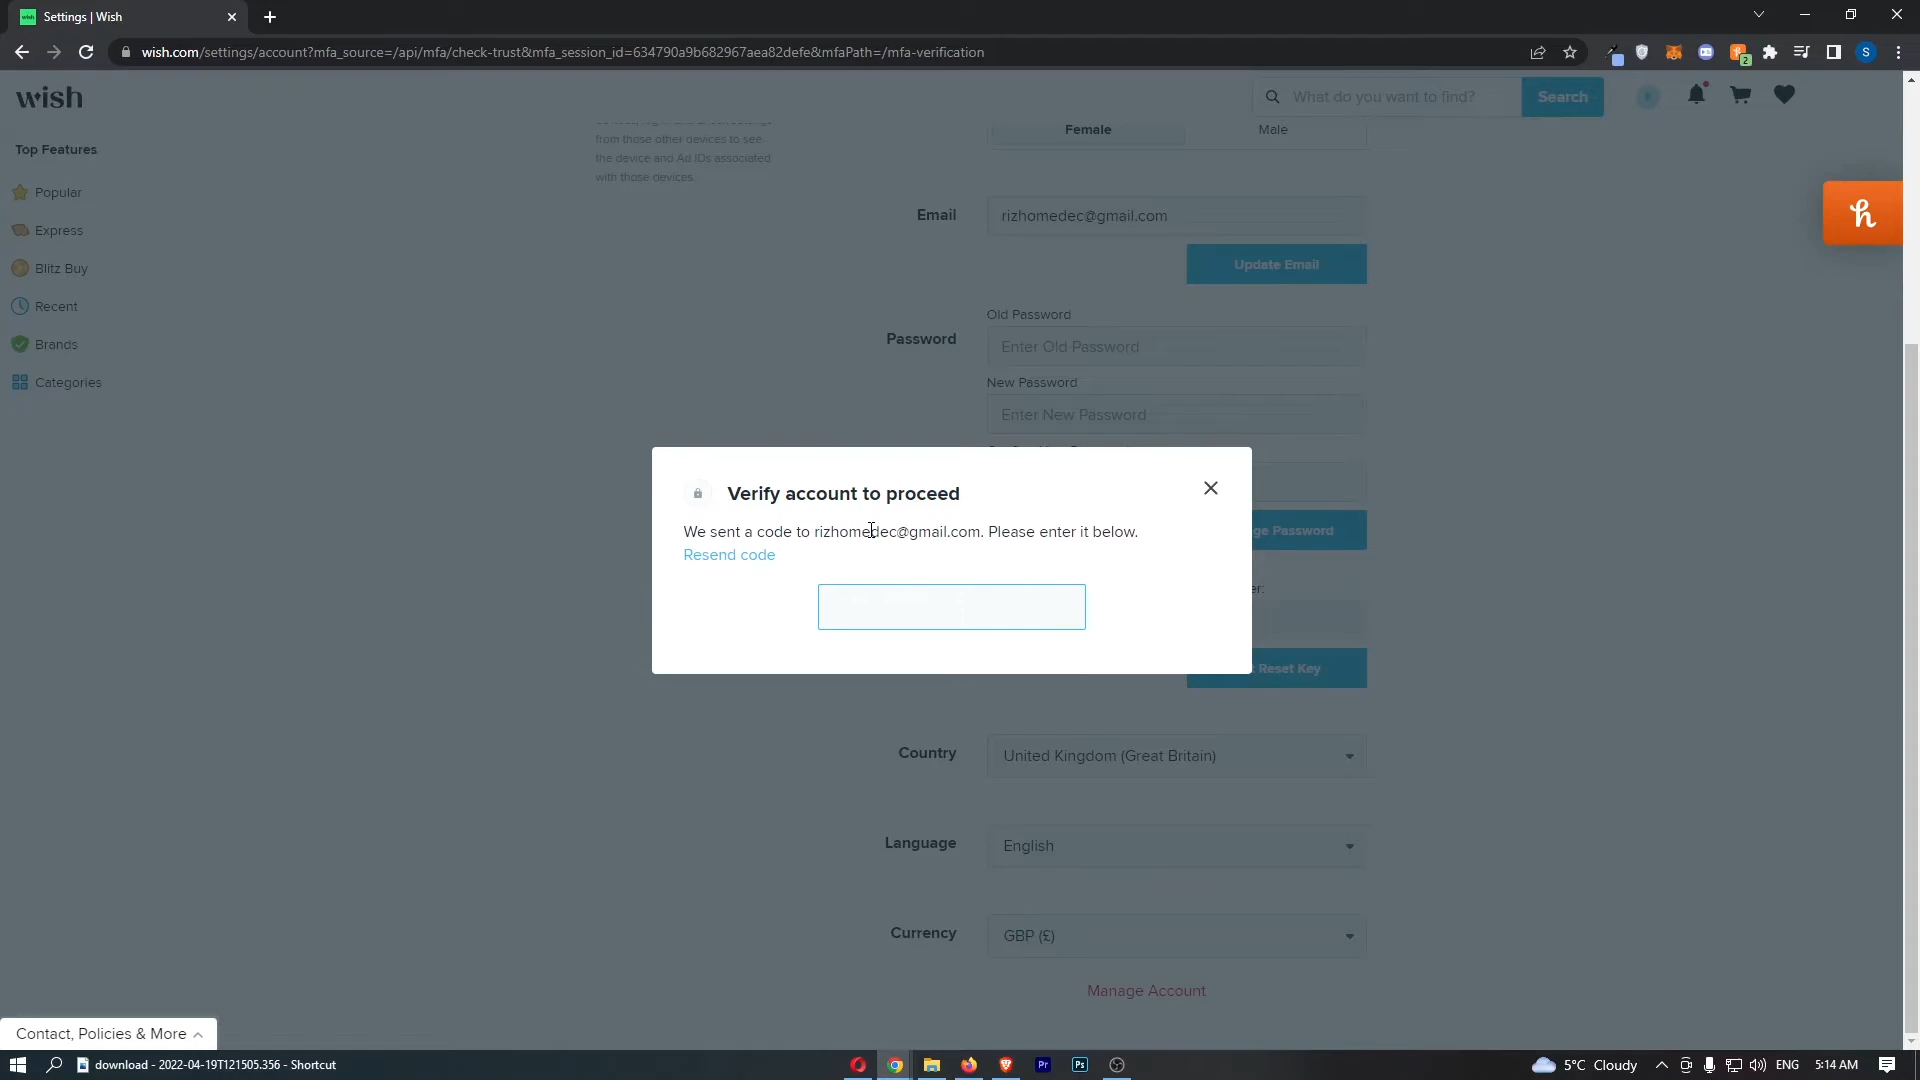 Settings | Wish
wish.com/settings/account?mfa_source=/api/mfa/check-trust&mfa_session_id=634790a9b682967aea82defe&mfaPath=/mfa-verification
2
S
wish
What do you want to find?
Search
Top Features
Popular
Express
Blitz Buy
Recent
Brands
Categories
from those other devices to see
the device and Ad IDs associated
with those devices.
Female
Male
Email
rizhomedec@gmail.com
Update Email
Password
Old Password
Enter Old Password
New Password
Enter New Password
Verify account to proceed
We sent a code to rizhomedec@gmail.com. Please enter it below.
Resend code
ge Password
er:
Reset Key
Country
United Kingdom (Great Britain)
Language
English
Currency
GBP (£)
Manage Account
Contact, Policies & More
download - 2022-04-19T121505.356 - Shortcut
Pr
Ps
5°C Cloudy
ENG
5:14 AM